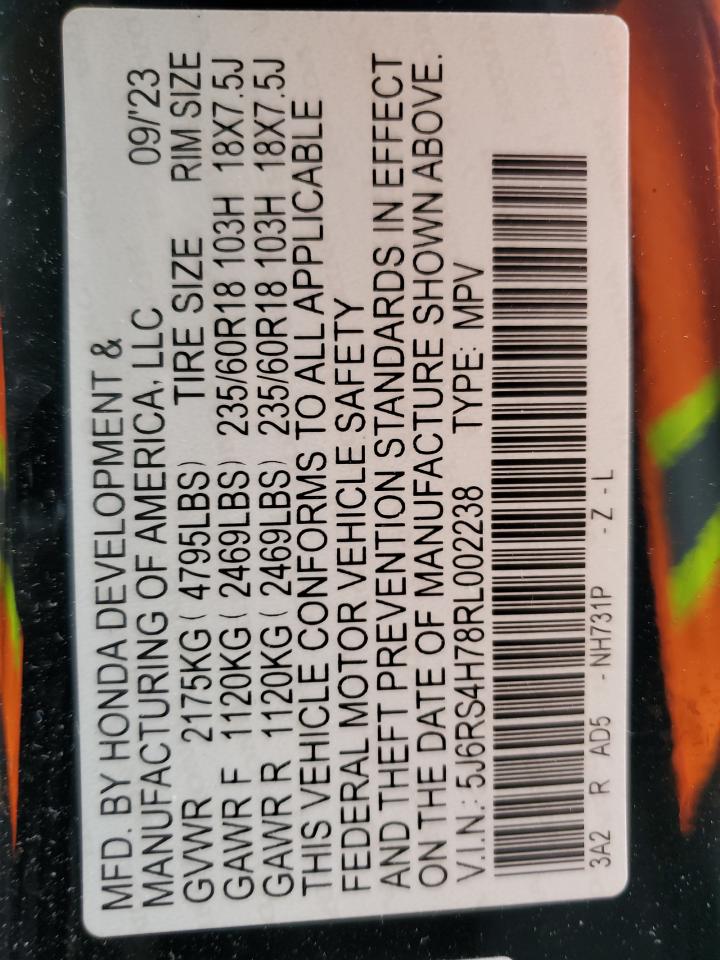 MFD. BY HONDA DEVELOPMENT &
MANUFACTURING OF AMERICA, LLC 09/'23
GVWR 2175KG ( 4795LBS) TIRE SIZE RIM SIZE
GAWR F 1120KG ( 2469LBS) 235/60R18 103H 18X7.5J
GAWR R 1120KG ( 2469LBS) 235/60R18 103H 18X7.5J
THIS VEHICLE CONFORMS TO ALL APPLICABLE
FEDERAL MOTOR VEHICLE SAFETY
AND THEFT PREVENTION STANDARDS IN EFFECT
ON THE DATE OF MANUFACTURE SHOWN ABOVE.
V.I.N.: 5J6RS4H78RL002238 TYPE: MPV
3A2 R AD5 - NH731P - Z - L